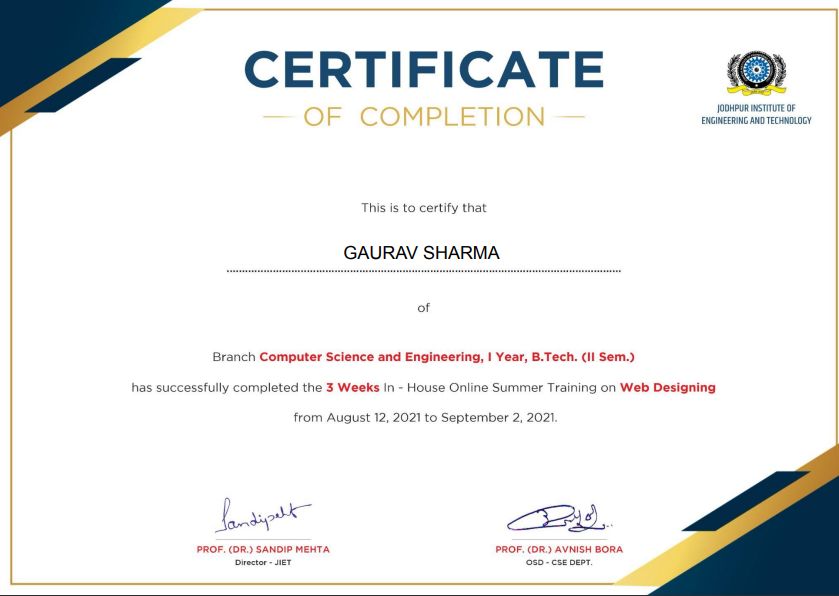 CERTIFICATE
OF COMPLETION
JODHPUR INSTITUTE OF
ENGINEERING AND TECHNOLOGY
This is to certify that
GAURAV SHARMA
of
Branch Computer Science and Engineering, I Year, B.Tech. (II Sem.)
has successfully completed the 3 Weeks In - House Online Summer Training on Web Designing
from August 12, 2021 to September 2, 2021.
PROF. (DR.) SANDIP MEHTA
Director - JIET
PROF. (DR.) AVNISH BORA
OSD - CSE DEPT.